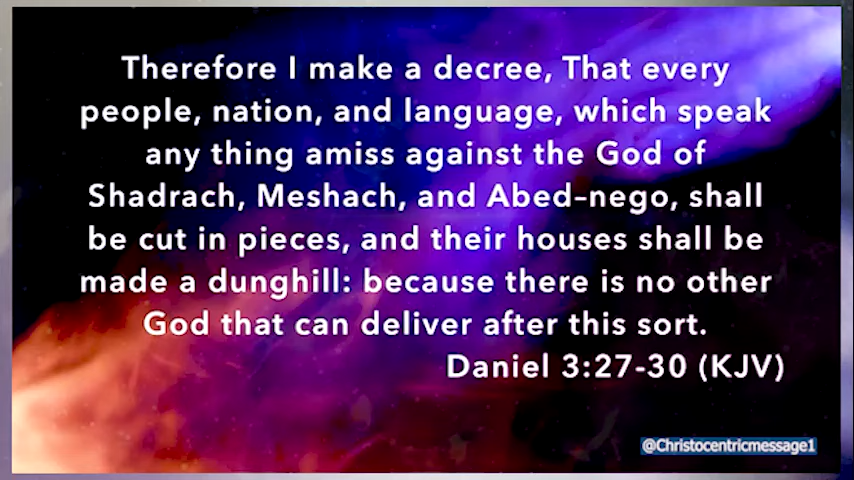 Therefore I make a decree, That every
people, nation, and language, which speak
any thing amiss against the God of
Shadrach, Meshach, and Abed-nego, shall
be cut in pieces, and their houses shall be
made a dunghill: because there is no other
God that can deliver after this sort.
Daniel 3:27-30 (KJV)
@Christocentricmessage1